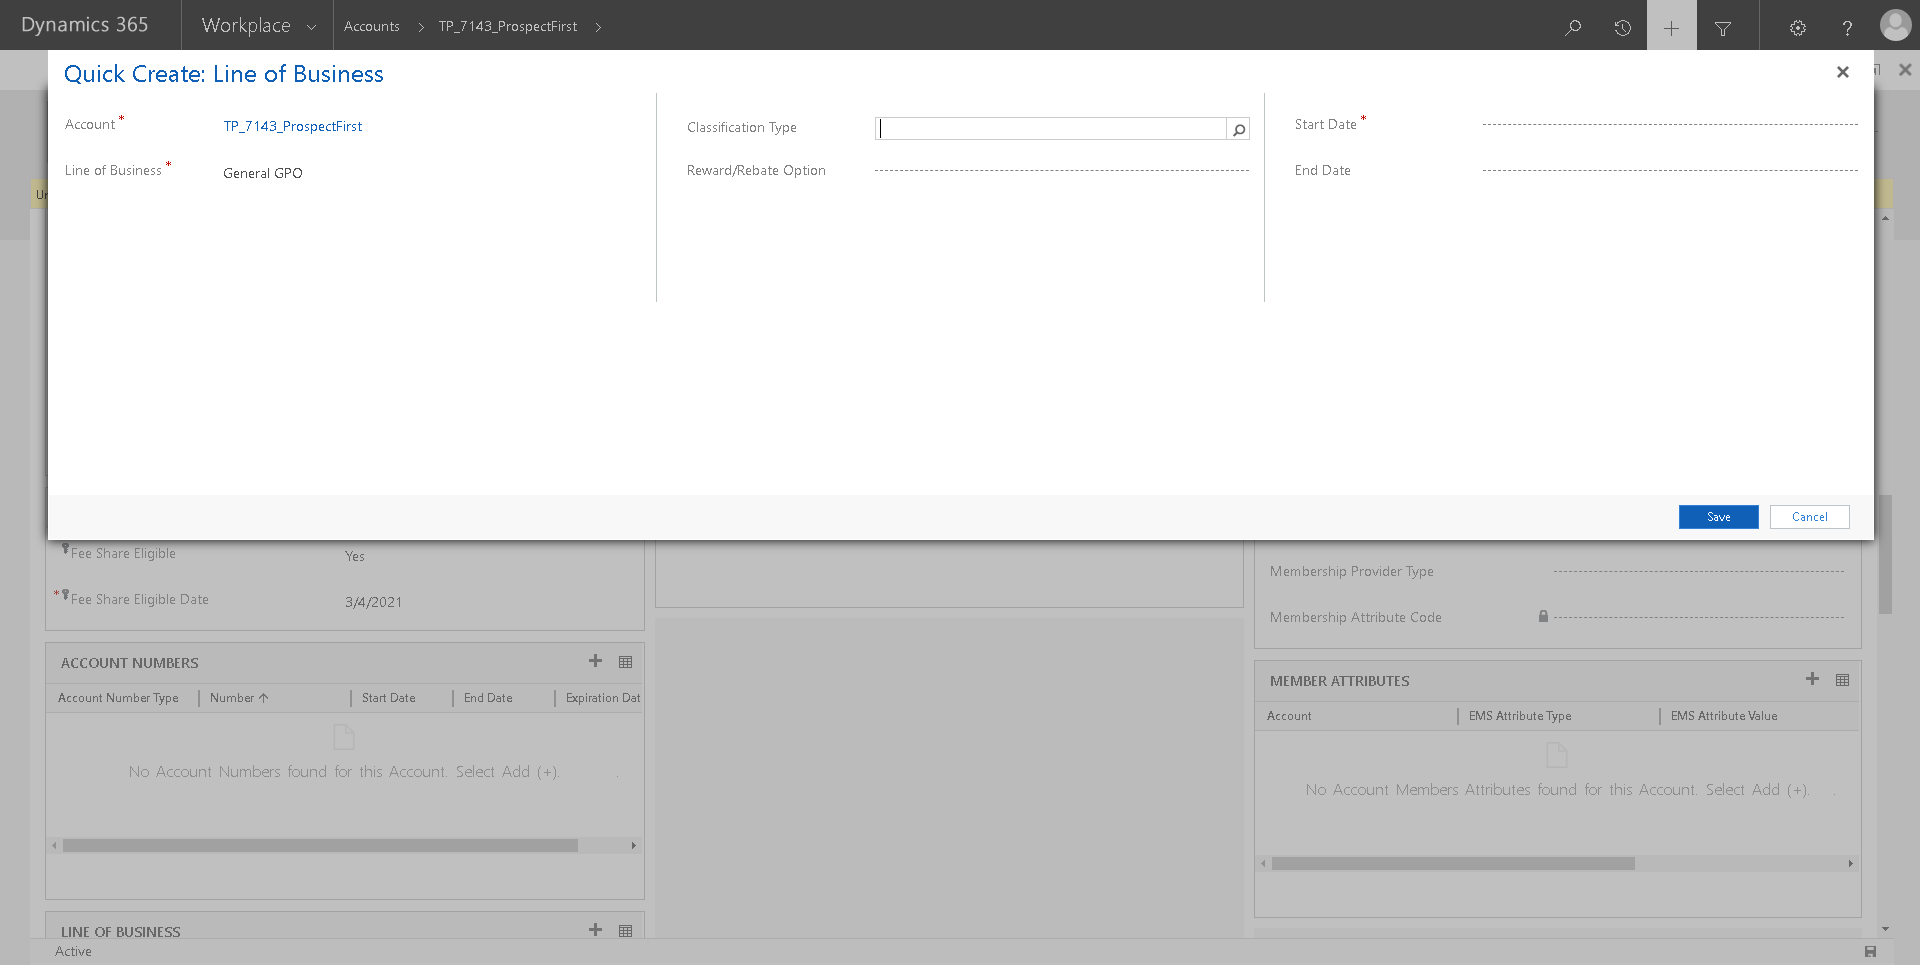 Dynamics 365
Workplace
Accounts
TP_7143_ProspectFirst
?
Quick Create: Line of Business
Account *
TP_7143_ProspectFirst
Line of Business *
General GPO
Classification Type
Reward/Rebate Option
Start Date *
End Date
Un
Save
Cancel
Fee Share Eligible
Yes
* Fee Share Eligible Date
3/4/2021
Membership Provider Type
Membership Attribute Code
ACCOUNT NUMBERS
Account Number Type
Number
Start Date
End Date
Expiration Dat
No Account Numbers found for this Account. Select Add (+). .
MEMBER ATTRIBUTES
Account
EMS Attribute Type
EMS Attribute Value
No Account Members Attributes found for this Account. Select Add (+). .
LINE OF BUSINESS
Active